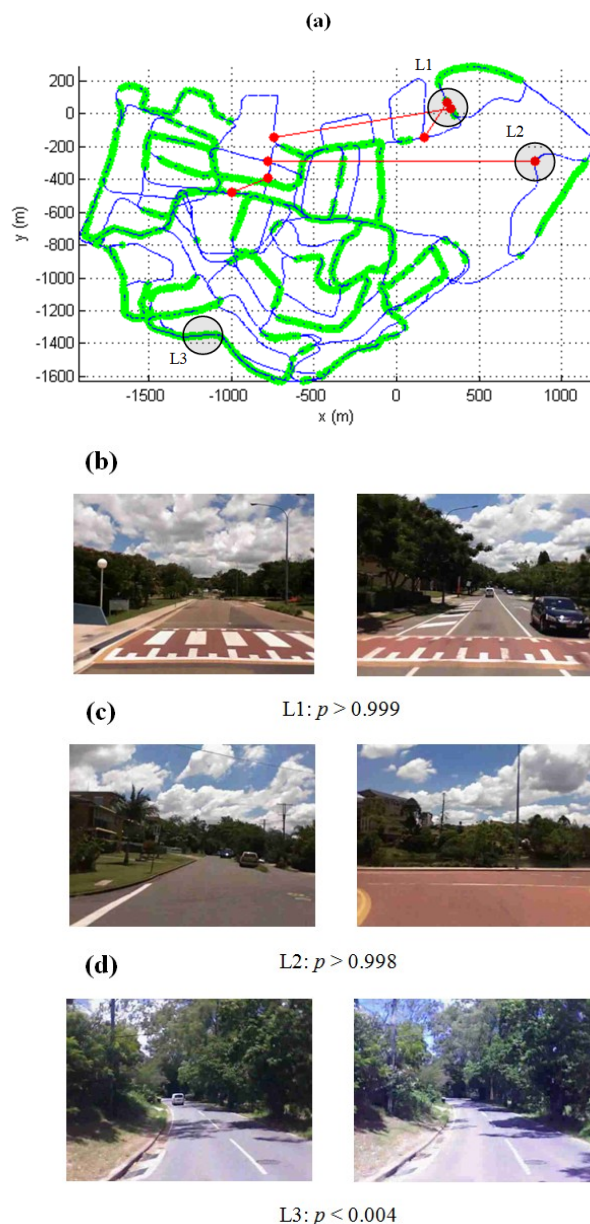 (a)
L1
L2
L3
200
0
-200
-400
-600
-800
-1000
-1200
-1400
-1600
y (m)
-1500 -1000 -500 0 500 1000
x (m)
(b)
L1: p > 0.999
(c)
L2: p > 0.998
(d)
L3: p < 0.004